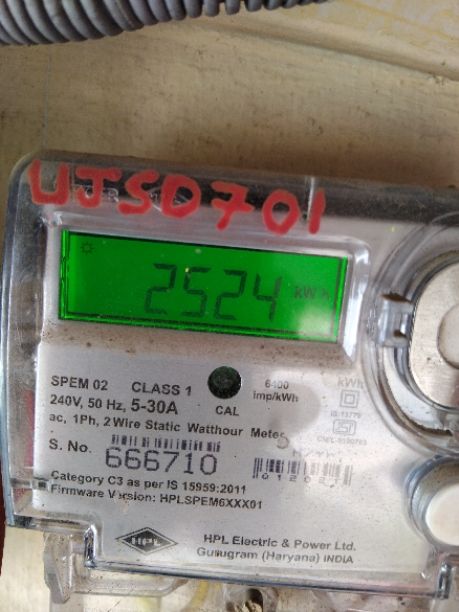 UJSD701
2524 kWh
SPEM 02 CLASS 1
6400 imp/kWh
kWh
240V, 50 Hz, 5-30A
CAL
ac, 1Ph, 2 Wire Static Watthour Meter
S. No. 666710
Category C3 as per IS 15959:2011
Firmware Version: HPLSPEM6XXX01
HPL Electric & Power Ltd.
Gurugram (Haryana) INDIA